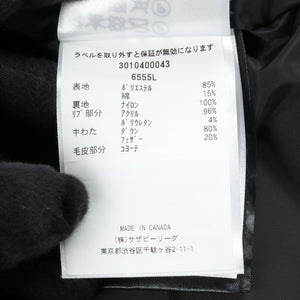 ラベルを取り外すと保証が無効になります
3010400043
6555L
表地 ポリエステル 85%
綿 15%
裏地 ナイロン 100%
リブ部分 アクリル 96%
ポリウレタン 4%
中わた ダウン 80%
フェザー 20%
毛皮部分 コヨーテ
MADE IN CANADA
(株)サザビーリーグ
東京都渋谷区千駄ヶ谷2-11-1